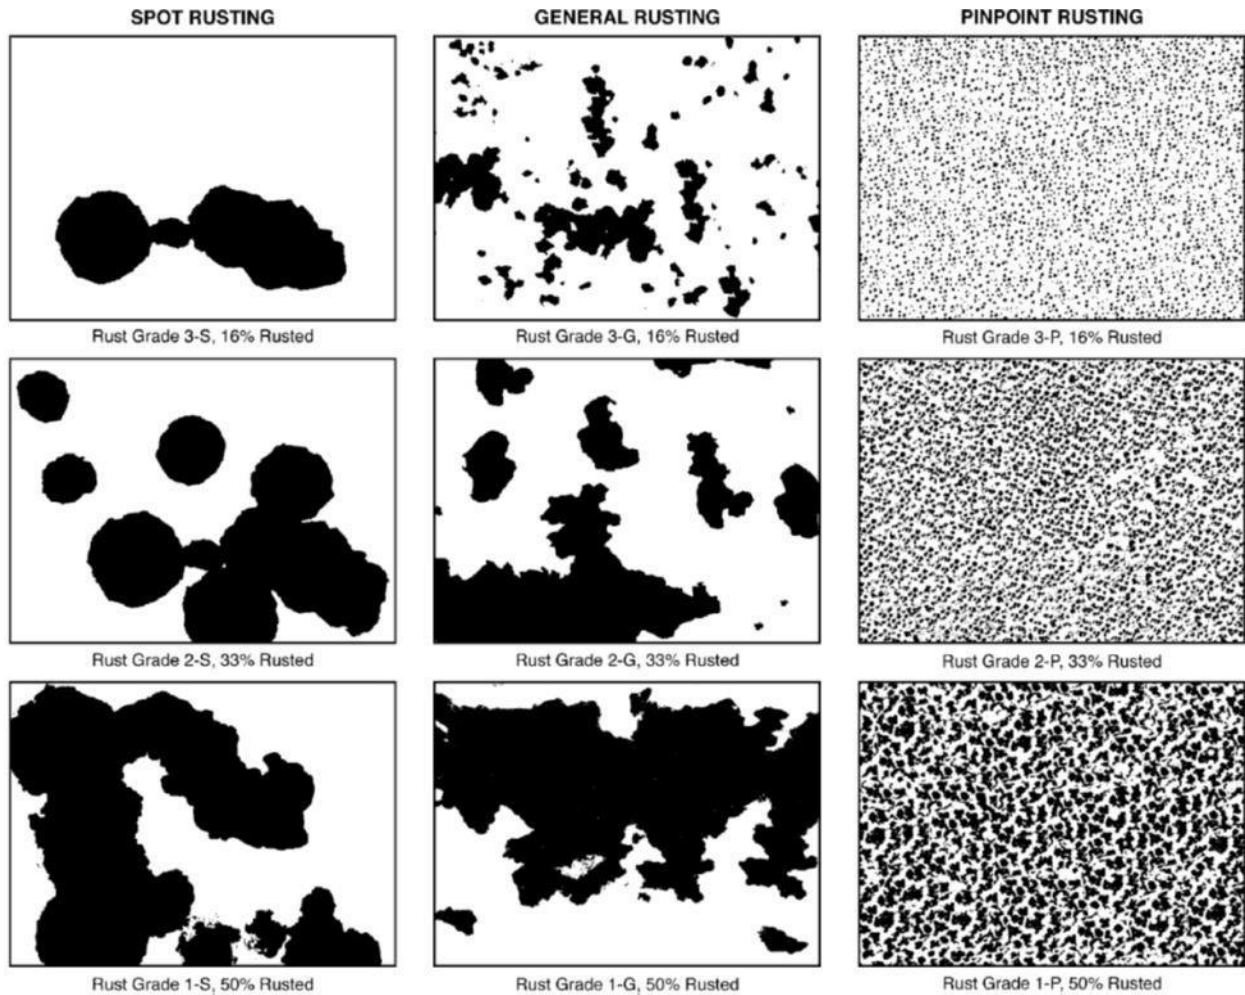 SPOT RUSTING
GENERAL RUSTING
PINPOINT RUSTING
Rust Grade 3-S, 16% Rusted
Rust Grade 3-G, 16% Rusted
Rust Grade 3-P, 16% Rusted
Rust Grade 2-S, 33% Rusted
Rust Grade 2-G, 33% Rusted
Rust Grade 2-P, 33% Rusted
Rust Grade 1-S, 50% Rusted
Rust Grade 1-G, 50% Rusted
Rust Grade 1-P, 50% Rusted